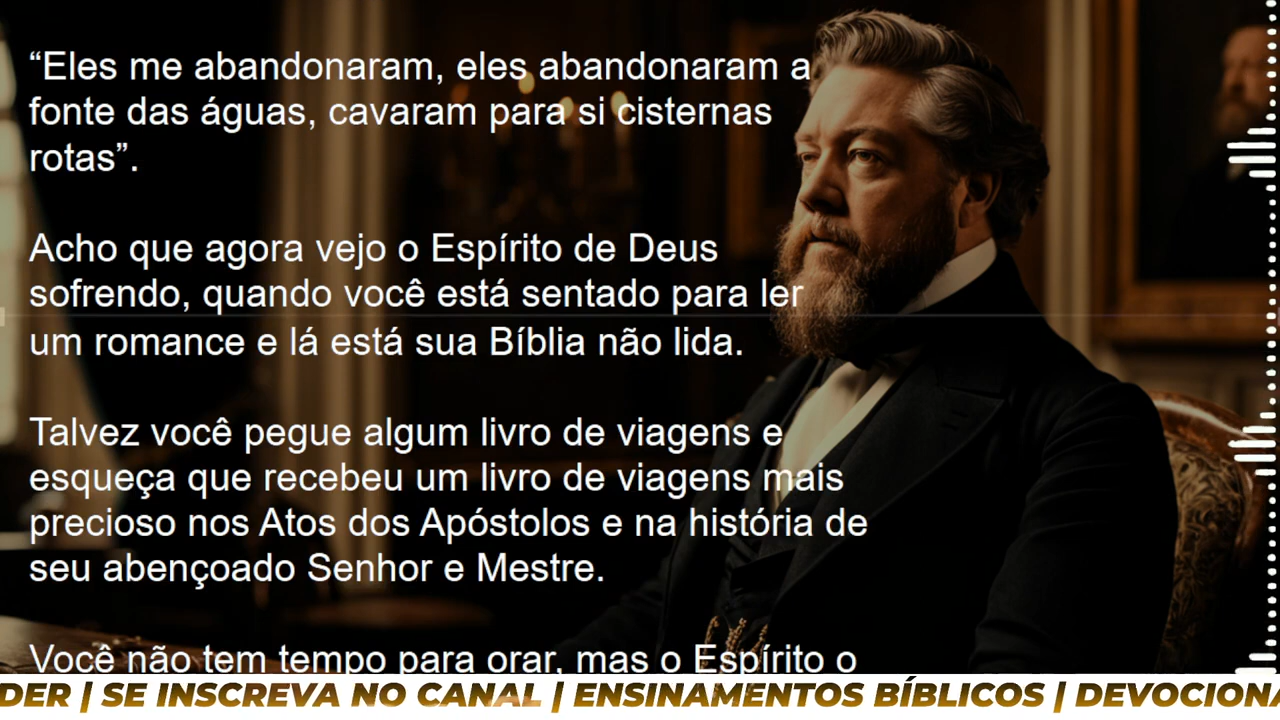 “Eles me abandonaram, eles abandonaram a
fonte das águas, cavaram para si cisternas
rotas”.
Acho que agora vejo o Espírito de Deus
sofrendo, quando você está sentado para ler
um romance e lá está sua Bíblia não lida.
Talvez você pegue algum livro de viagens e
esqueça que recebeu um livro de viagens mais
precioso nos Atos dos Apóstolos e na história de
seu abençoado Senhor e Mestre.
Você não tem tempo para orar, mas o Espírito o
DER | SE INSCREVA NO CANAL | ENSINAMENTOS BÍBLICOS | DEVOCIONA